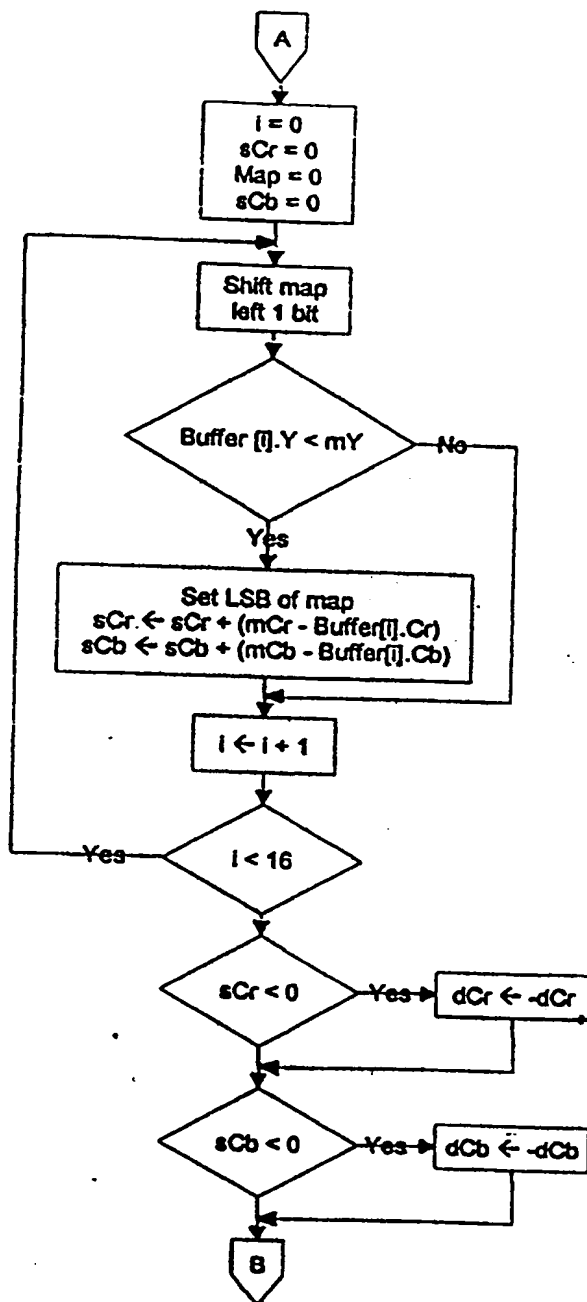 A
i = 0
sCr = 0
Map = 0
sCb = 0
Shift map
left 1 bit
Buffer [i].Y < mY
No
Yes
Set LSB of map
sCr. ← sCr + (mCr - Buffer[i].Cr)
sCb ← sCb + (mCb - Buffer[i].Cb)
i ← i + 1
Yes
i < 16
sCr < 0
Yes
dCr ← -dCr
sCb < 0
Yes
dCb ← -dCb
B